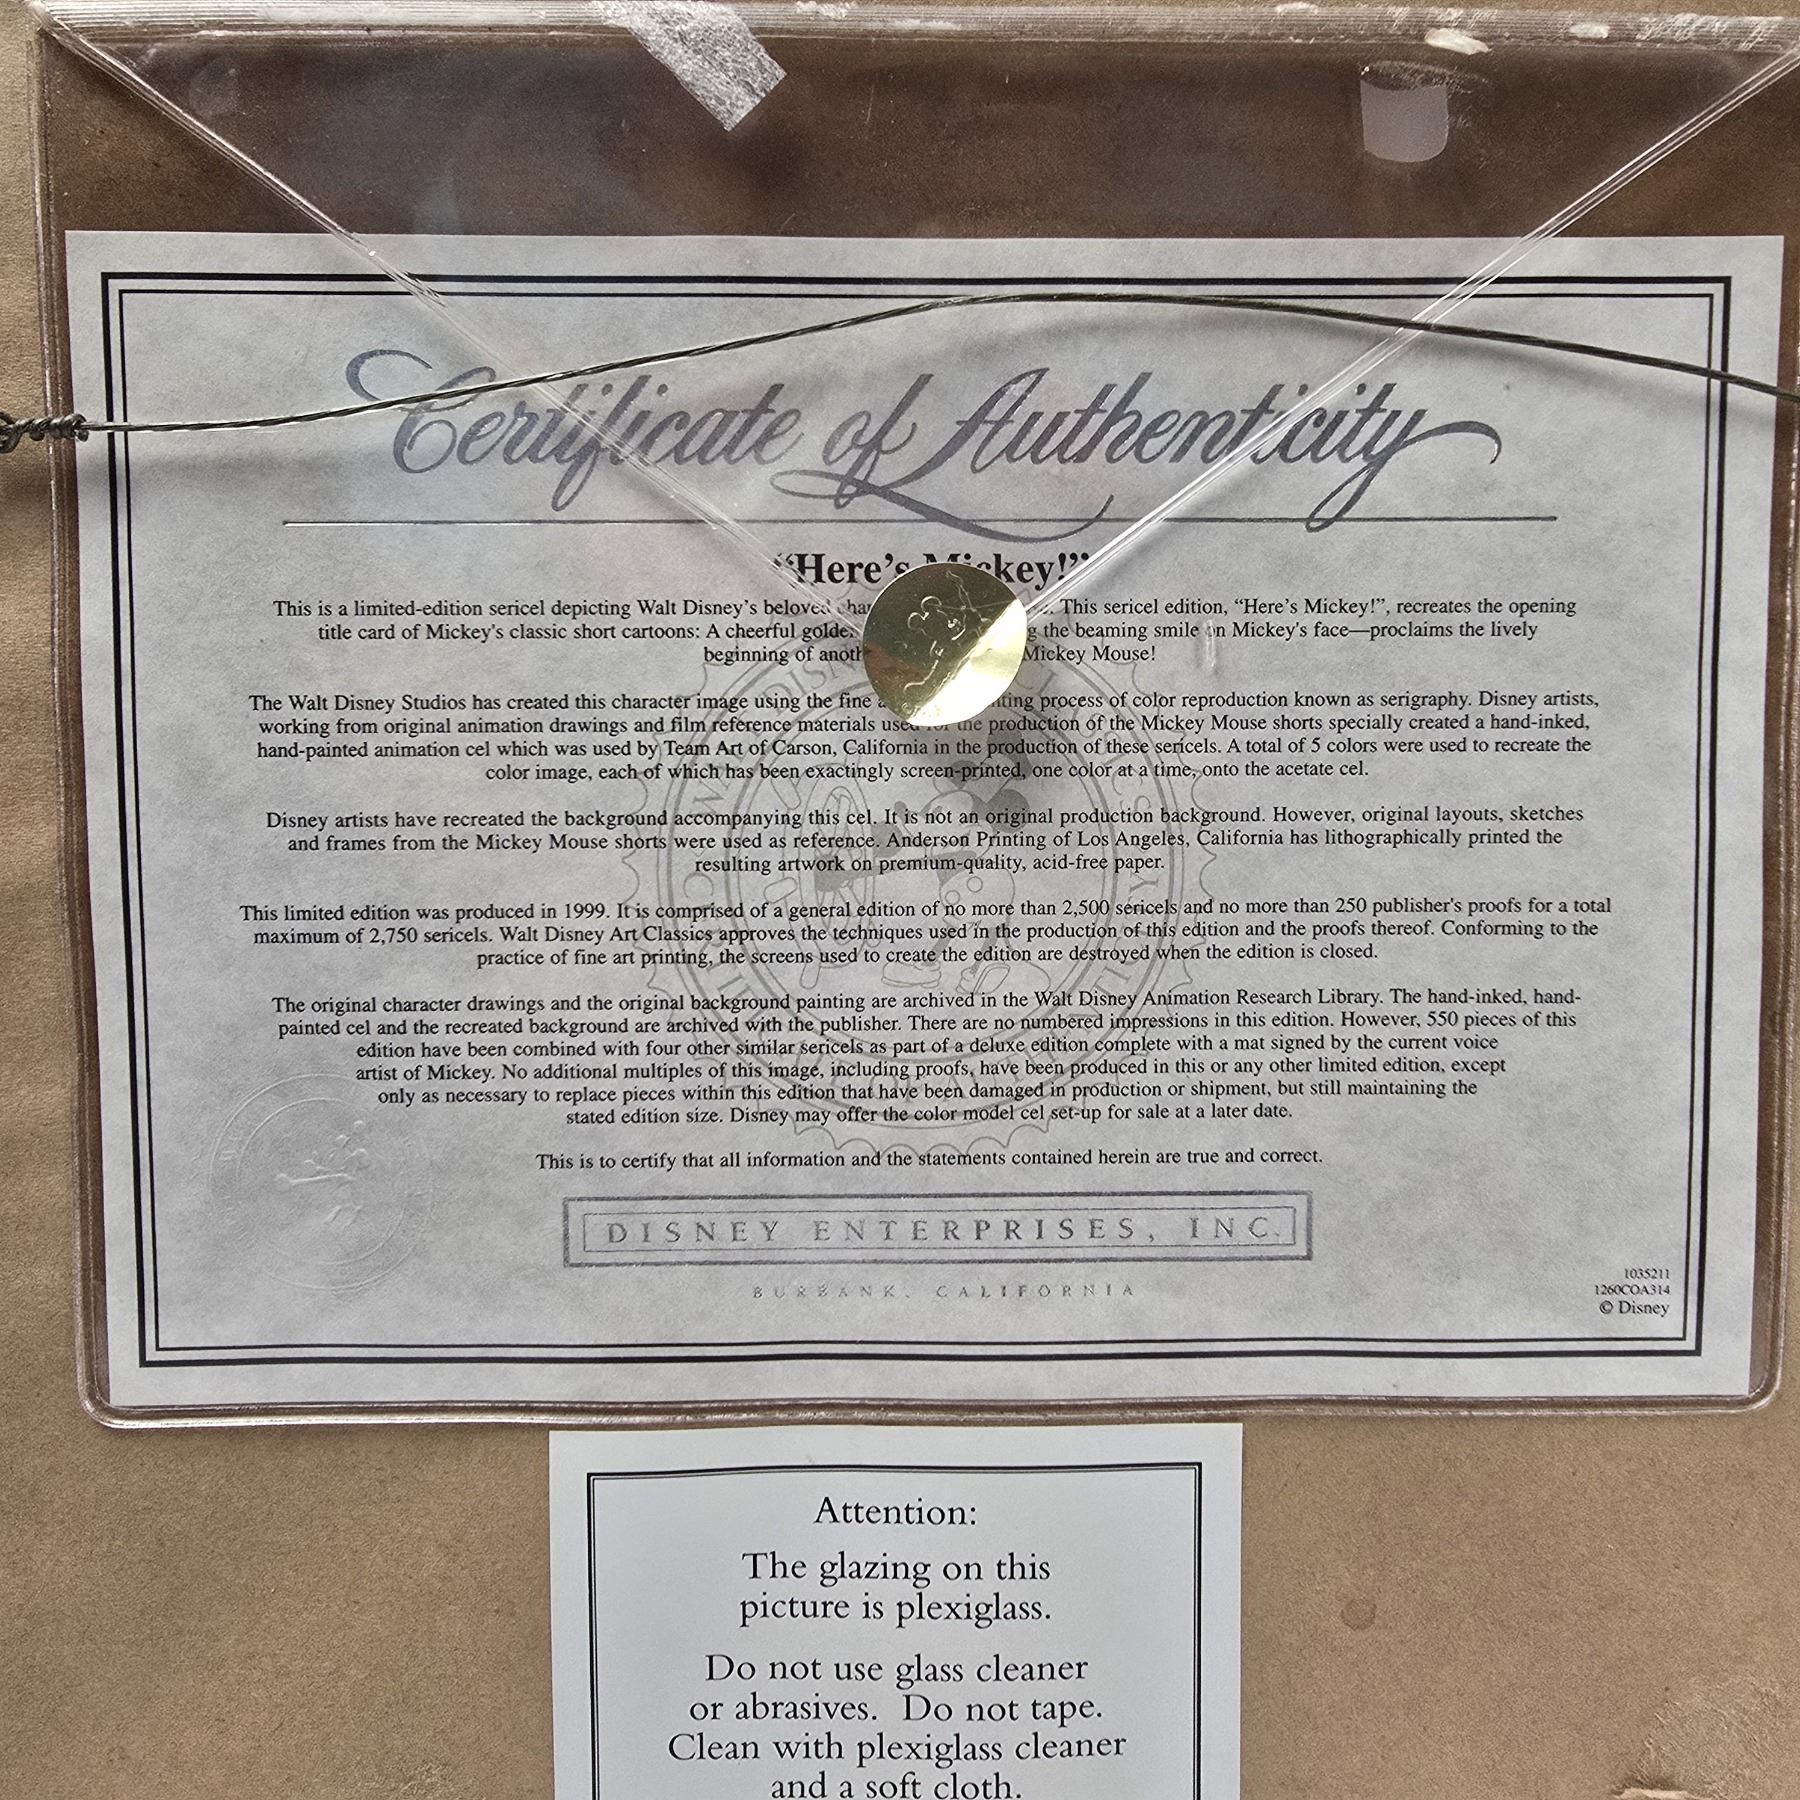 Certificate of Authenticity
“Here’s Mickey!”
This is a limited-edition sericel depicting Walt Disney’s beloved This sericel edition, “Here’s Mickey!”, recreates the opening
title card of Mickey's classic short cartoons: A cheerful the beaming smile on Mickey's face—proclaims the lively
beginning of Mickey Mouse!
The Walt Disney Studios has created this character image using the fine process of color reproduction known as serigraphy. Disney artists,
working from original animation drawings and film reference materials used for the production of the Mickey Mouse shorts specially created a hand-inked,
hand-painted animation cel which was used by Team Art of Carson, California in the production of these sericels. A total of 5 colors were used to recreate the
color image, each of which has been exactingly screen-printed, one color at a time, onto the acetate cel.
Disney artists have recreated the background accompanying this cel. It is not an original production background. However, original layouts, sketches
and frames from the Mickey Mouse shorts were used as reference. Anderson Printing of Los Angeles, California has lithographically printed the
resulting artwork on premium-quality, acid-free paper.
This limited edition was produced in 1999. It is comprised of a general edition of no more than 2,500 sericels and no more than 250 publisher's proofs for a total
maximum of 2,750 sericels. Walt Disney Art Classics approves the techniques used in the production of this edition and the proofs thereof. Conforming to the
practice of fine art printing, the screens used to create the edition are destroyed when the edition is closed.
The original character drawings and the original background painting are archived in the Walt Disney Animation Research Library. The hand-inked, hand-
painted cel and the recreated background are archived with the publisher. There are no numbered impressions in this edition. However, 550 pieces of this
edition have been combined with four other similar sericels as part of a deluxe edition complete with a mat signed by the current voice
artist of Mickey. No additional multiples of this image, including proofs, have been produced in this or any other limited edition, except
only as necessary to replace pieces within this edition that have been damaged in production or shipment, but still maintaining the
stated edition size. Disney may offer the color model cel set-up for sale at a later date.
This is to certify that all information and the statements contained herein are true and correct.
DISNEY ENTERPRISES, INC.
BURBANK, CALIFORNIA
1035211
1260COA314
© Disney
Attention:
The glazing on this
picture is plexiglass.
Do not use glass cleaner
or abrasives. Do not tape.
Clean with plexiglass cleaner
and a soft cloth.